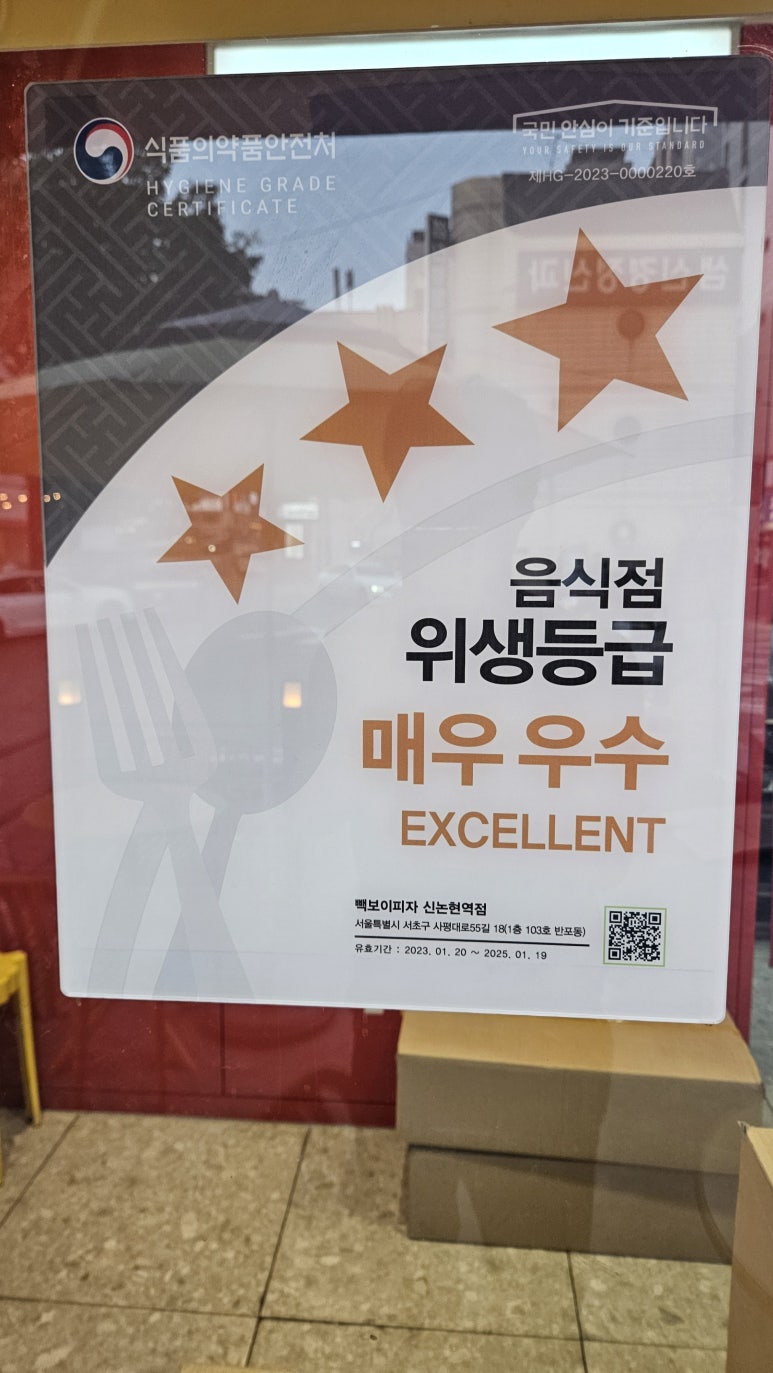 식품의약품안전처
HYGIENE GRADE
CERTIFICATE
국민 안심이 기준입니다
YOUR SAFETY IS OUR STANDARD
제HG-2023-0000220호
음식점
위생등급
매우 우수
EXCELLENT
빽보이피자 신논현역점
서울특별시 서초구 사평대로55길 18(1층 103호 반포동)
유효기간 : 2023. 01. 20 ~ 2025. 01. 19